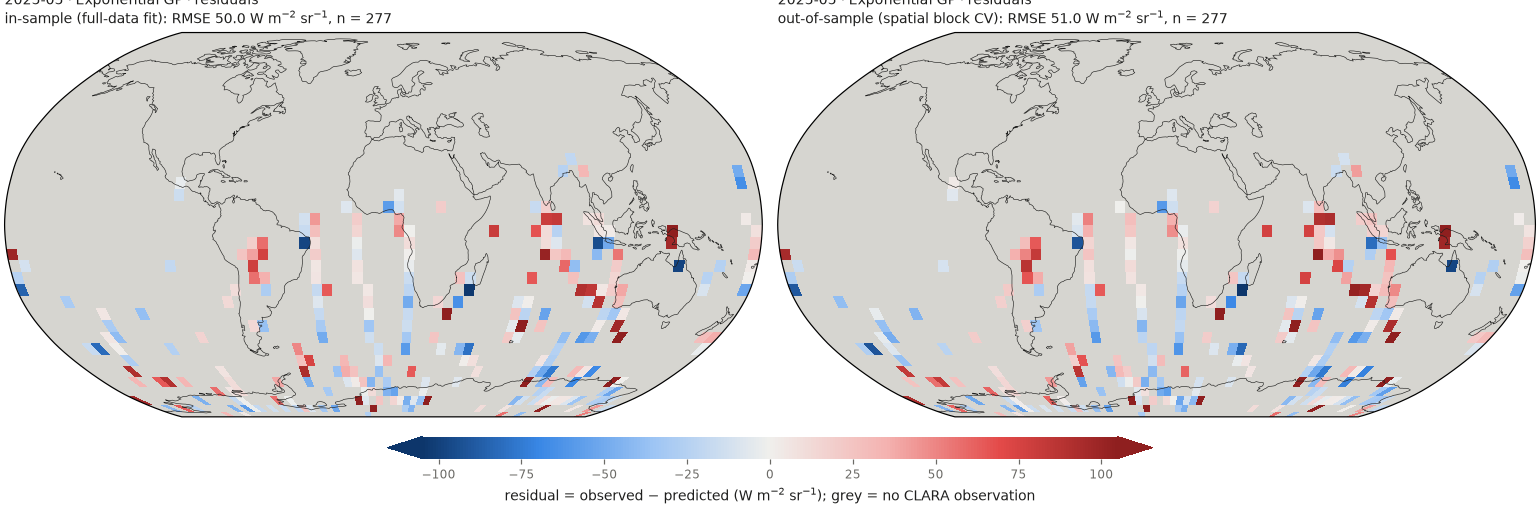 2025-05 · Exponential GP · residuals
in-sample (full-data fit): RMSE 50.0 W m⁻² sr⁻¹, n = 277
2025-05 · Exponential GP · residuals
out-of-sample (spatial block CV): RMSE 51.0 W m⁻² sr⁻¹, n = 277
−100 −75 −50 −25 0 25 50 75 100
residual = observed − predicted (W m⁻² sr⁻¹); grey = no CLARA observation